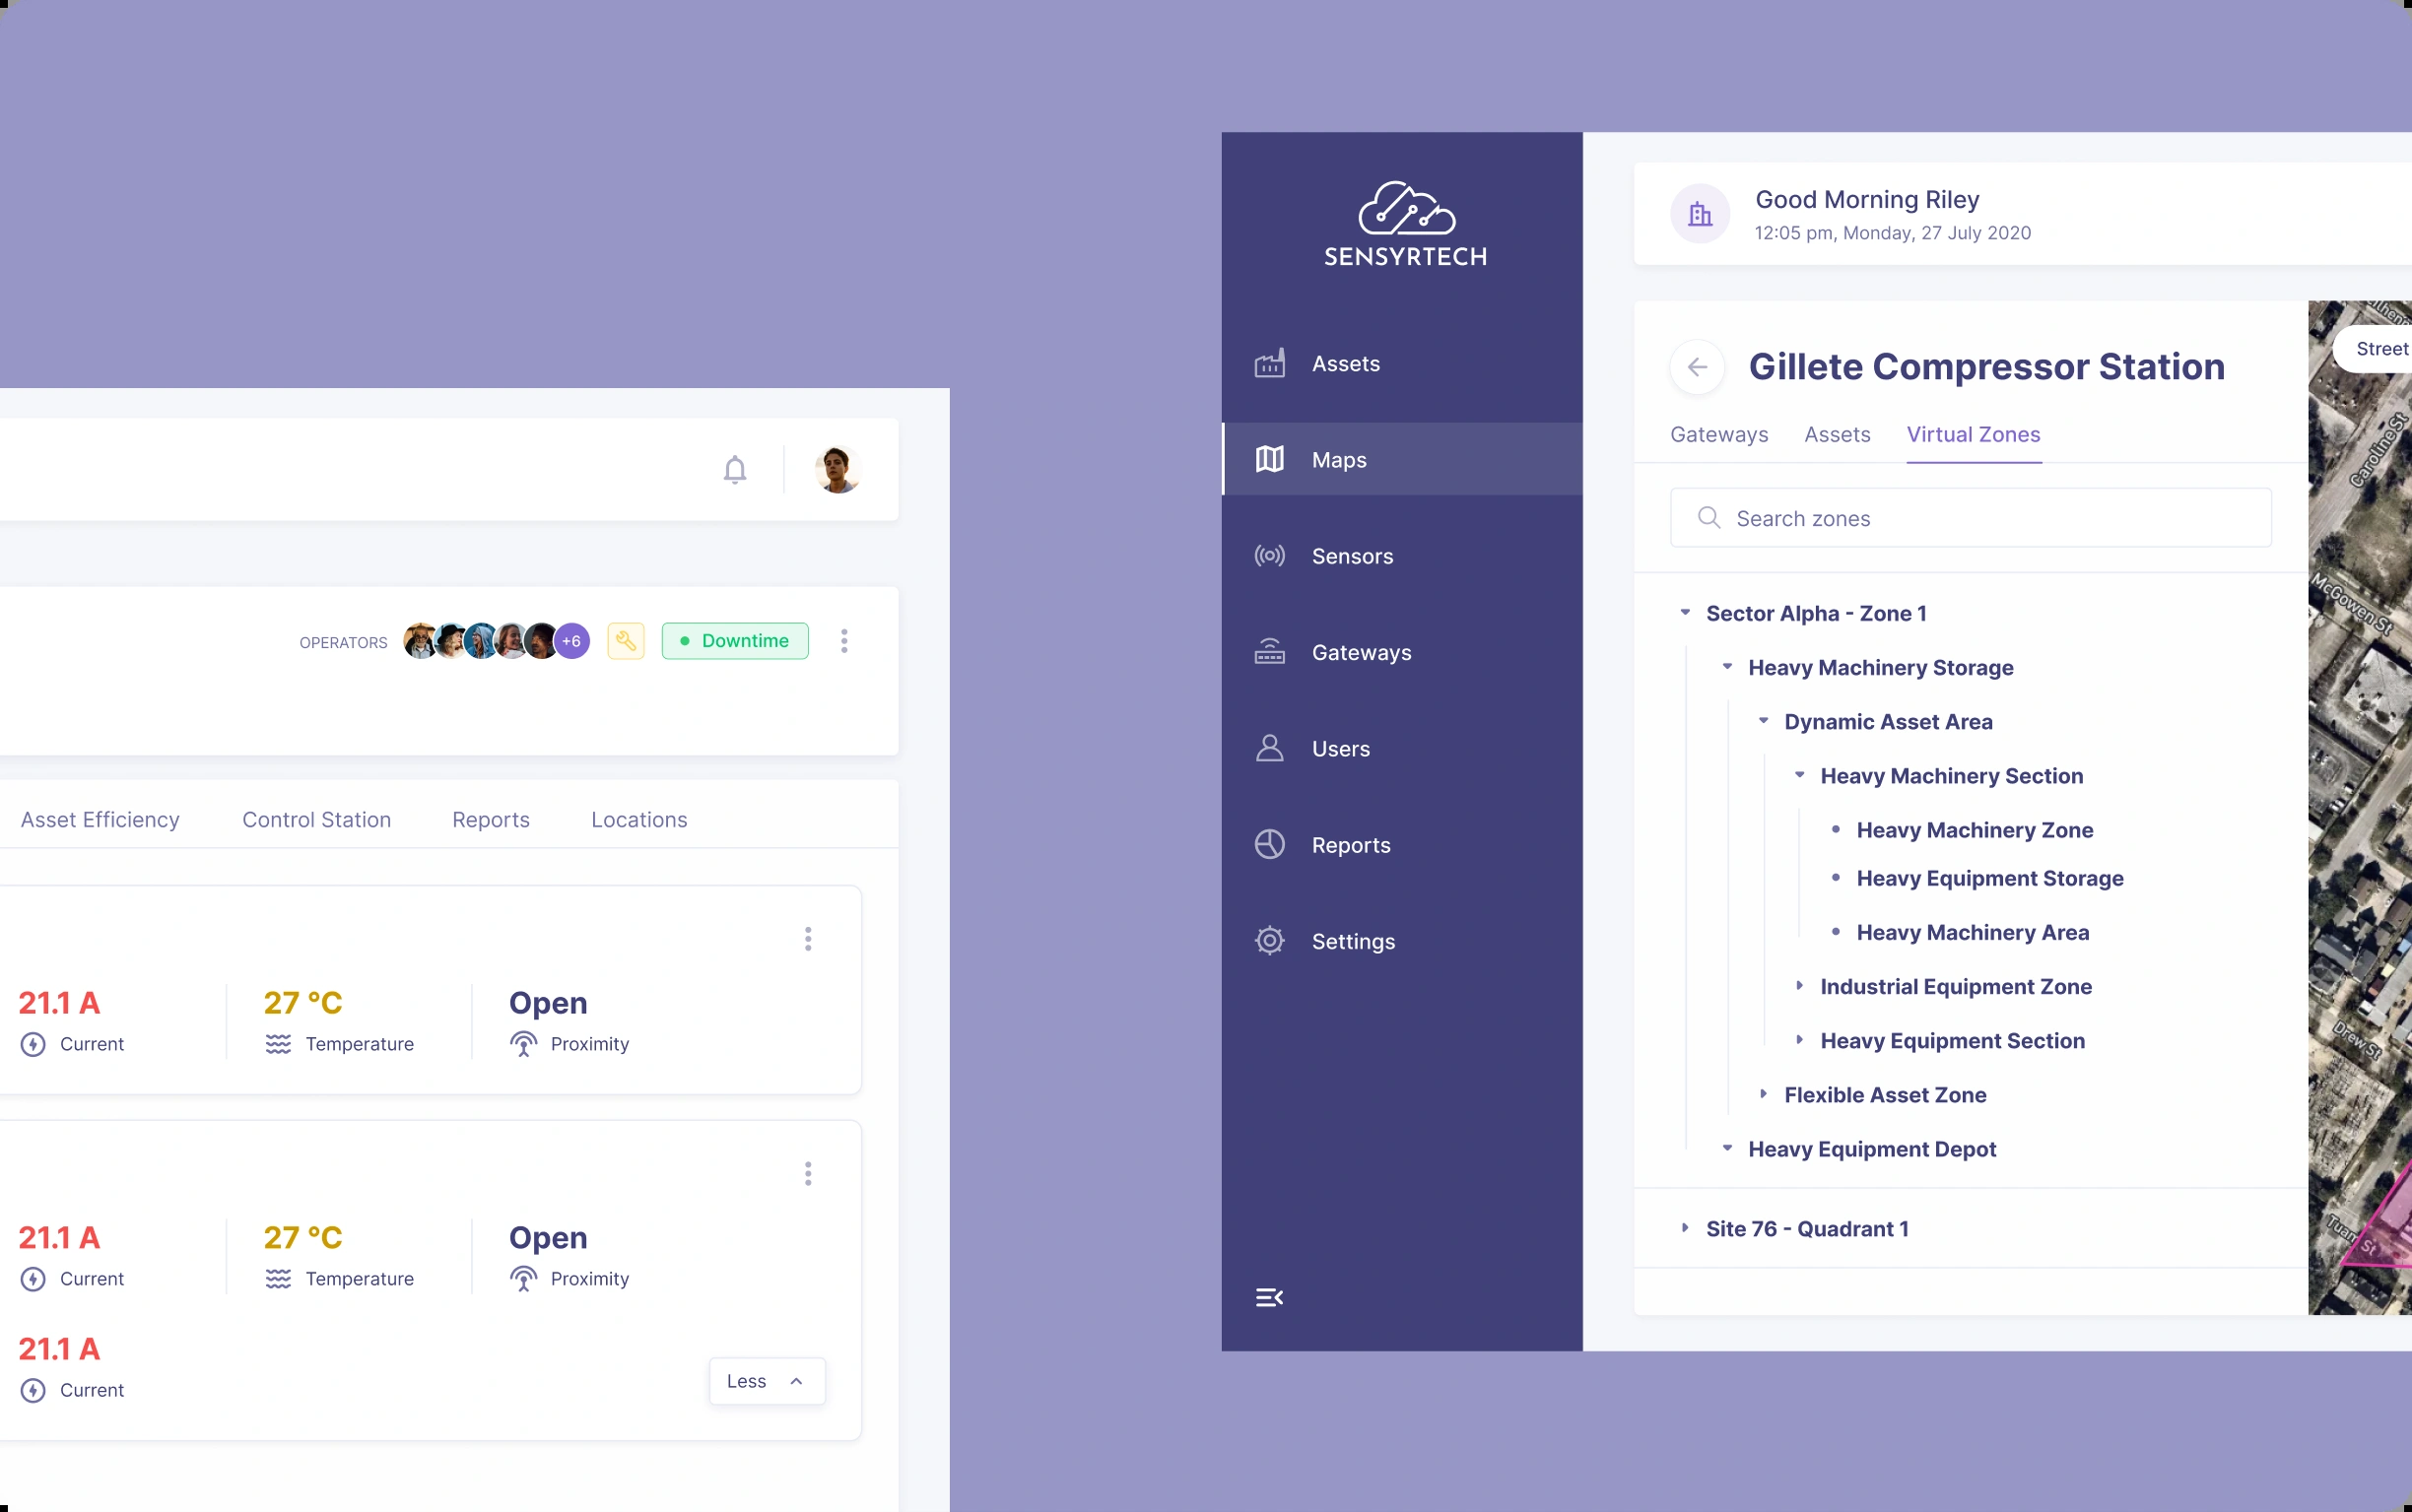 OPERATORS +6 Downtime
Asset Efficiency Control Station Reports Locations
21.1 A 27 °C Open
Current Temperature Proximity
21.1 A 27 °C Open
Current Temperature Proximity
21.1 A
Current
Less
SENSYRTECH
Assets
Maps
Sensors
Gateways
Users
Reports
Settings
Good Morning Riley
12:05 pm, Monday, 27 July 2020
Gillete Compressor Station
Gateways Assets Virtual Zones
Search zones
Sector Alpha - Zone 1
Heavy Machinery Storage
Dynamic Asset Area
Heavy Machinery Section
Heavy Machinery Zone
Heavy Equipment Storage
Heavy Machinery Area
Industrial Equipment Zone
Heavy Equipment Section
Flexible Asset Zone
Heavy Equipment Depot
Site 76 - Quadrant 1
Street
Caroline St
McGowen St
Drew St
Tuam St